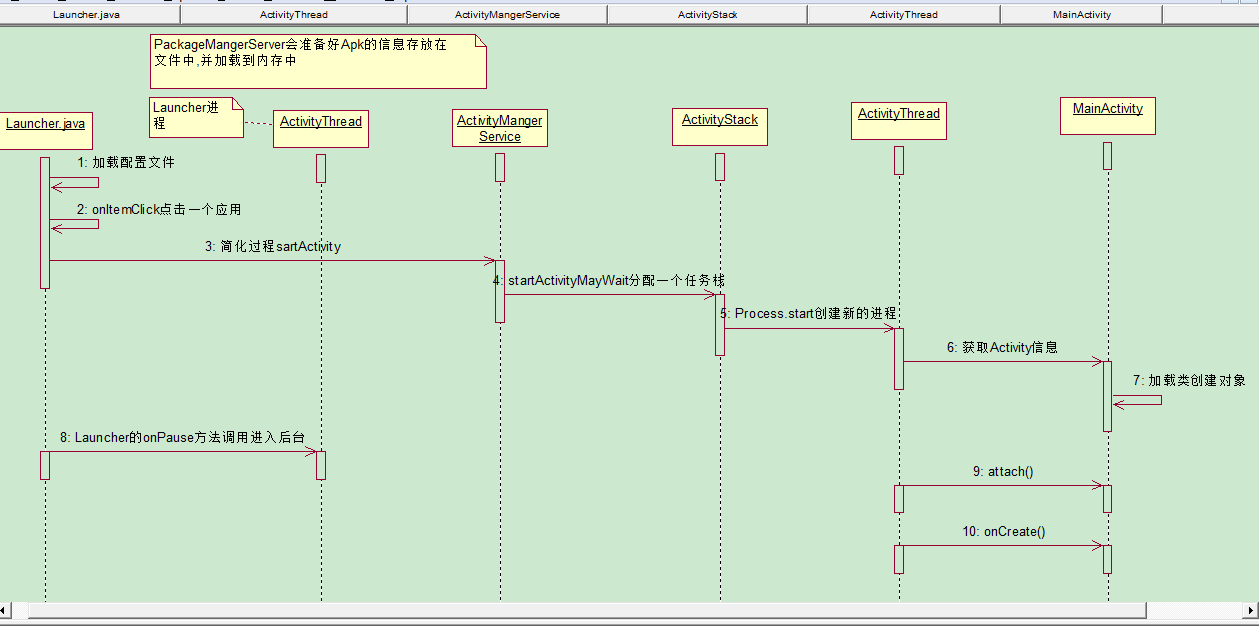 Launcher.java
ActivityThread
ActivityMangerService
ActivityStack
ActivityThread
MainActivity
PackageMangerServer会准备好Apk的信息存放在
文件中,并加载到内存中
Launcher进
程
Launcher.java
ActivityThread
ActivityManger
Service
ActivityStack
ActivityThread
MainActivity
1: 加载配置文件
2: onItemClick点击一个应用
3: 简化过程sartActivity
4: startActivityMayWait分配一个任务栈
5: Process.start创建新的进程
6: 获取Activity信息
7: 加载类创建对象
8: Launcher的onPause方法调用进入后台
9: attach()
10: onCreate()